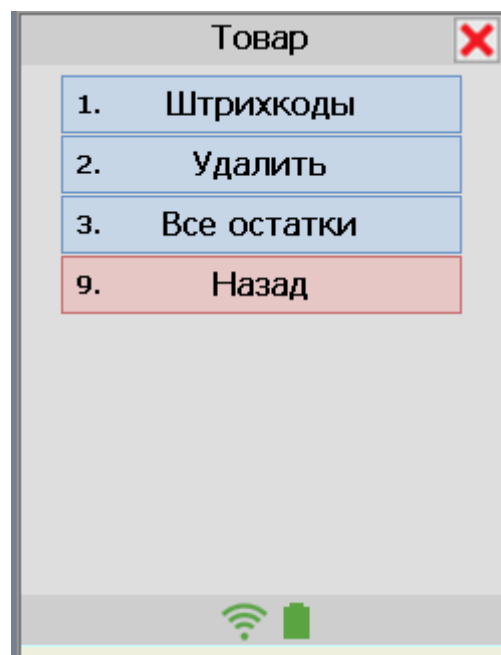 Товар
1. Штрихкоды
2. Удалить
3. Все остатки
9. Назад